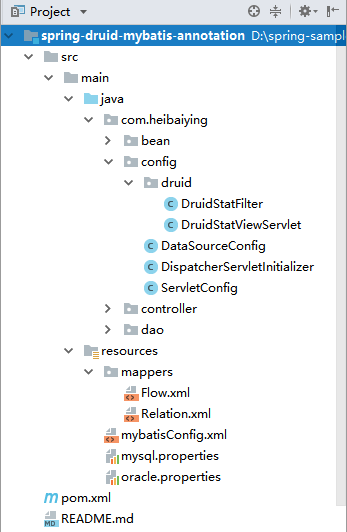 Project
spring-druid-mybatis-annotation D:\spring-sampl
src
main
java
com.heibaiying
bean
config
druid
DruidStatFilter
DruidStatViewServlet
DataSourceConfig
DispatcherServletInitializer
ServletConfig
controller
dao
resources
mappers
Flow.xml
Relation.xml
mybatisConfig.xml
mysql.properties
oracle.properties
pom.xml
README.md